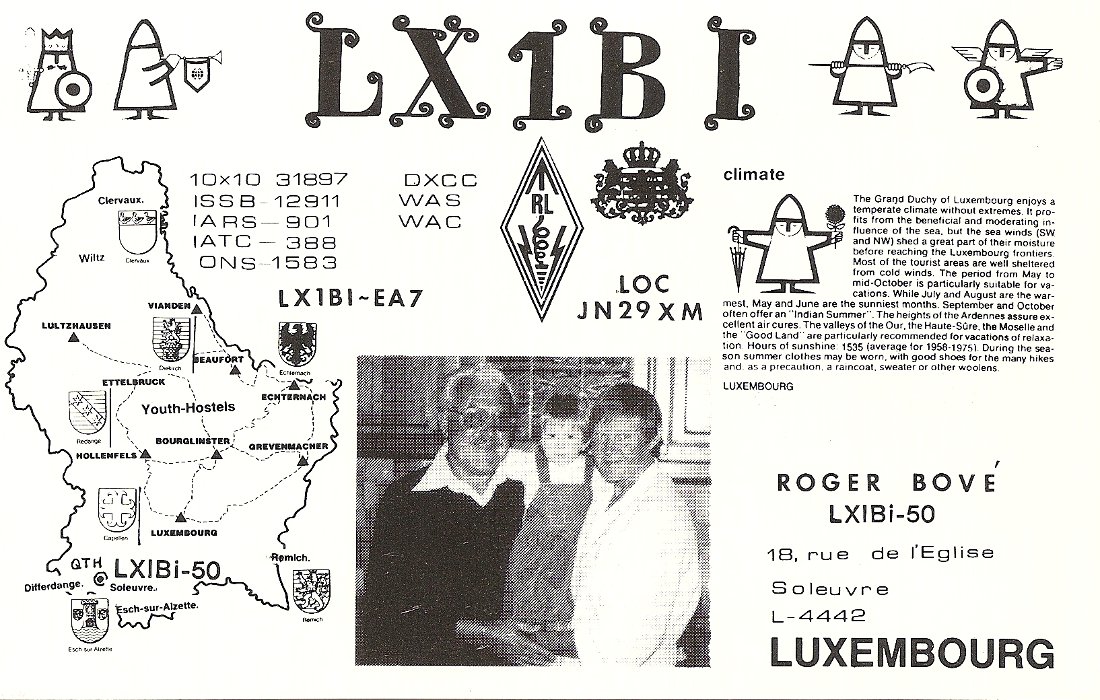 LX1BI
10x10 31897
ISSB-12911
IARS-901
IATC-388
ONS-1583
DXCC
WAS
WAC
LX1BI~EA7
RL
LOC
JN29XM
climate
The Grand Duchy of Luxembourg enjoys a
temperate climate without extremes. It pro-
fits from the beneficial and moderating in-
fluence of the sea, but the sea winds (SW
and NW) shed a great part of their moisture
before reaching the Luxembourg frontiers.
Most of the tourist areas are well sheltered
from cold winds. The period from May to
mid-October is particularly suitable for va-
cations. While July and August are the war-
mest, May and June are the sunniest months. September and October
often offer an "Indian Summer". The heights of the Ardennes assure ex-
cellent air cures. The valleys of the Our, the Haute-Sûre, the Moselle and
the "Good Land" are particularly recommended for vacations of relaxa-
tion. Hours of sunshine: 1535 (average for 1958-1975). During the sea-
son summer clothes may be worn, with good shoes for the many hikes
and, as a precaution, a raincoat, sweater or other woolens.
LUXEMBOURG
Clervaux.
Clervaux
Wiltz
VIANDEN
LULTZHAUSEN
Diekirch
BEAUFORT
Echternach
ETTELBRUCK
ECHTERNACH
Youth-Hostels
Redange
BOURGLINSTER
GREVENMACHER
HOLLENFELS
Capellen
LUXEMBOURG
QTH
LXIBi-50
Remich.
Differdange.
Soleuvre.
Esch-sur-Alzette.
Remich
Esch sur Alzette
ROGER BOVÉ
LXIBi-50
18, rue de l'Eglise
Soleuvre
L-4442
LUXEMBOURG